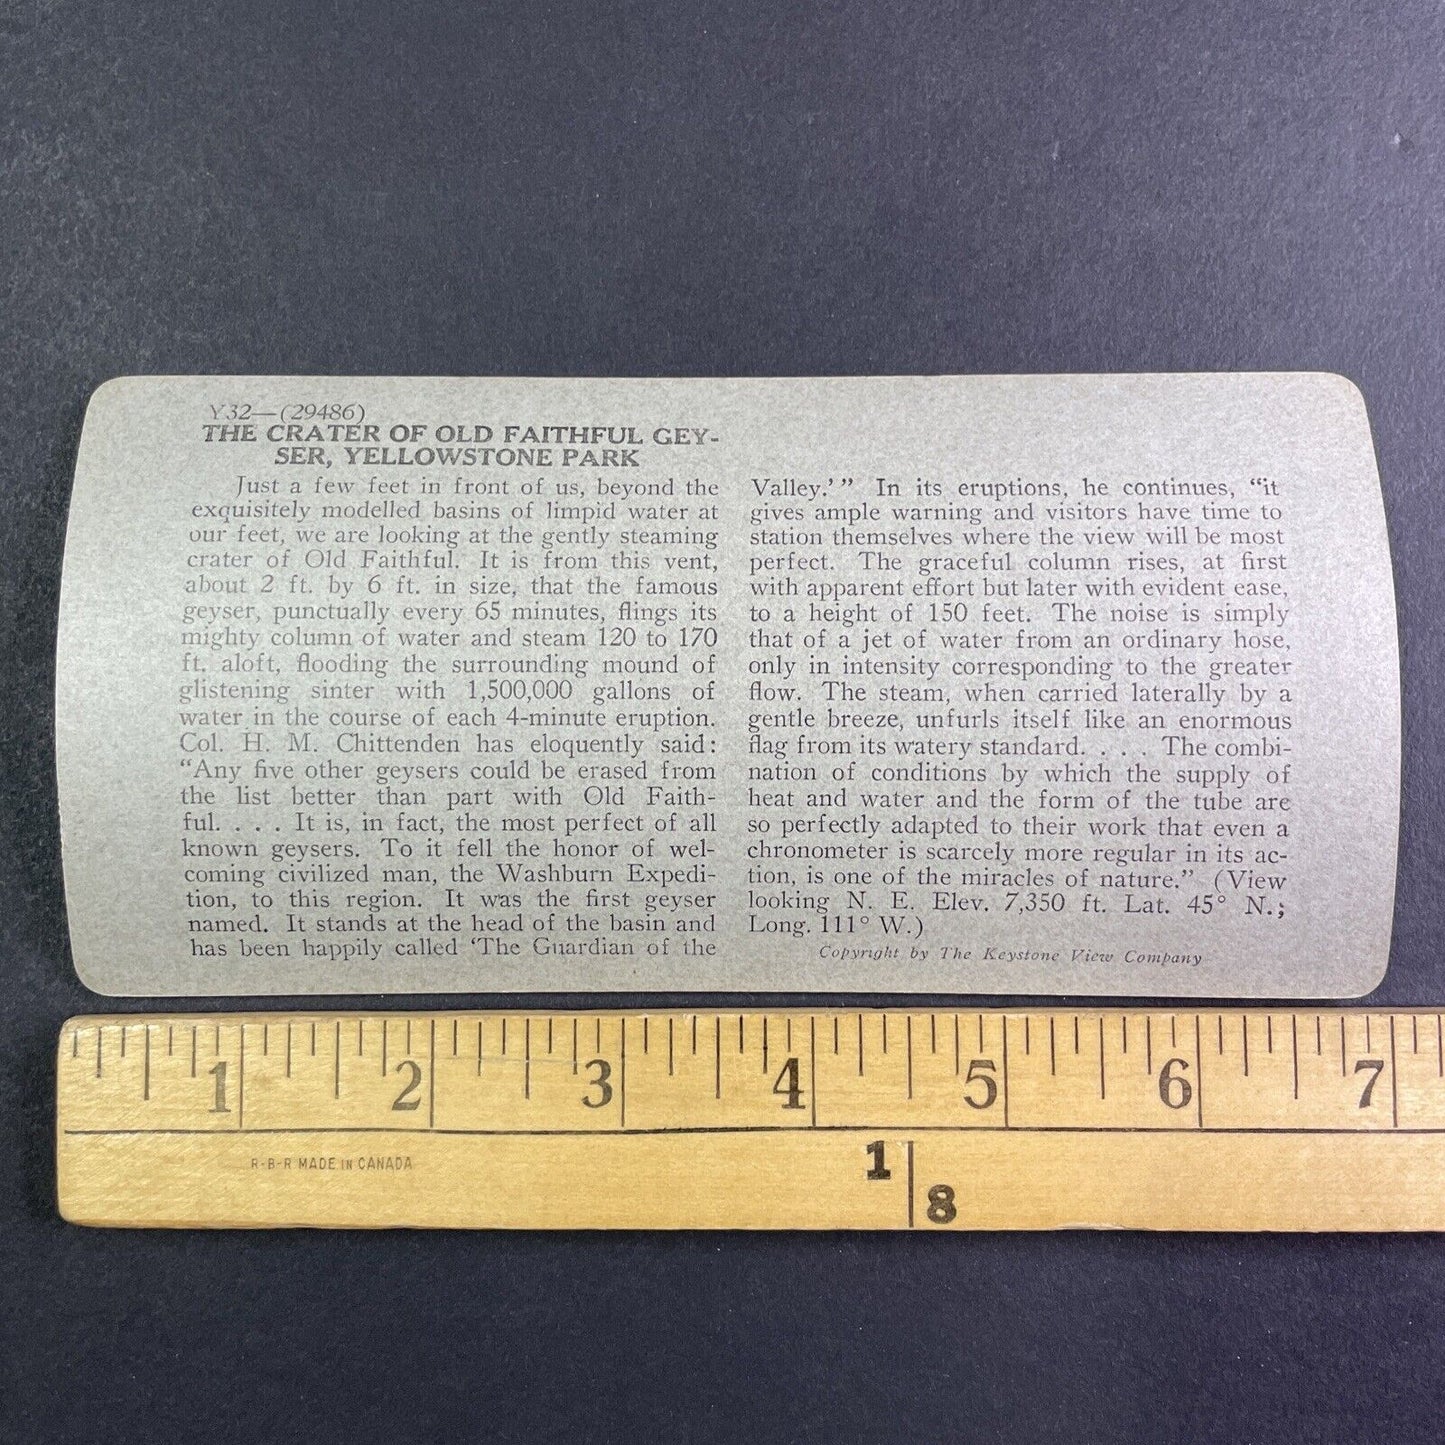 Y32—(29486)
THE CRATER OF OLD FAITHFUL GEY-
SER, YELLOWSTONE PARK
Just a few feet in front of us, beyond the
exquisitely modelled basins of limpid water at
our feet, we are looking at the gently steaming
crater of Old Faithful. It is from this vent,
about 2 ft. by 6 ft. in size, that the famous
geyser, punctually every 65 minutes, flings its
mighty column of water and steam 120 to 170
ft. aloft, flooding the surrounding mound of
glistening sinter with 1,500,000 gallons of
water in the course of each 4-minute eruption.
Col. H. M. Chittenden has eloquently said:
“Any five other geysers could be erased from
the list better than part with Old Faith-
ful. . . . It is, in fact, the most perfect of all
known geysers. To it fell the honor of wel-
coming civilized man, the Washburn Expedi-
tion, to this region. It was the first geyser
named. It stands at the head of the basin and
has been happily called ‘The Guardian of the
Valley.’” In its eruptions, he continues, “it
gives ample warning and visitors have time to
station themselves where the view will be most
perfect. The graceful column rises, at first
with apparent effort but later with evident ease,
to a height of 150 feet. The noise is simply
that of a jet of water from an ordinary hose,
only in intensity corresponding to the greater
flow. The steam, when carried laterally by a
gentle breeze, unfurls itself like an enormous
flag from its watery standard. . . . The combi-
nation of conditions by which the supply of
heat and water and the form of the tube are
so perfectly adapted to their work that even a
chronometer is scarcely more regular in its ac-
tion, is one of the miracles of nature.” (View
looking N. E. Elev. 7,350 ft. Lat. 45° N.;
Long. 111° W.)
Copyright by The Keystone View Company
1 2 3 4 5 6 7
R-B-R MADE IN CANADA
1 8